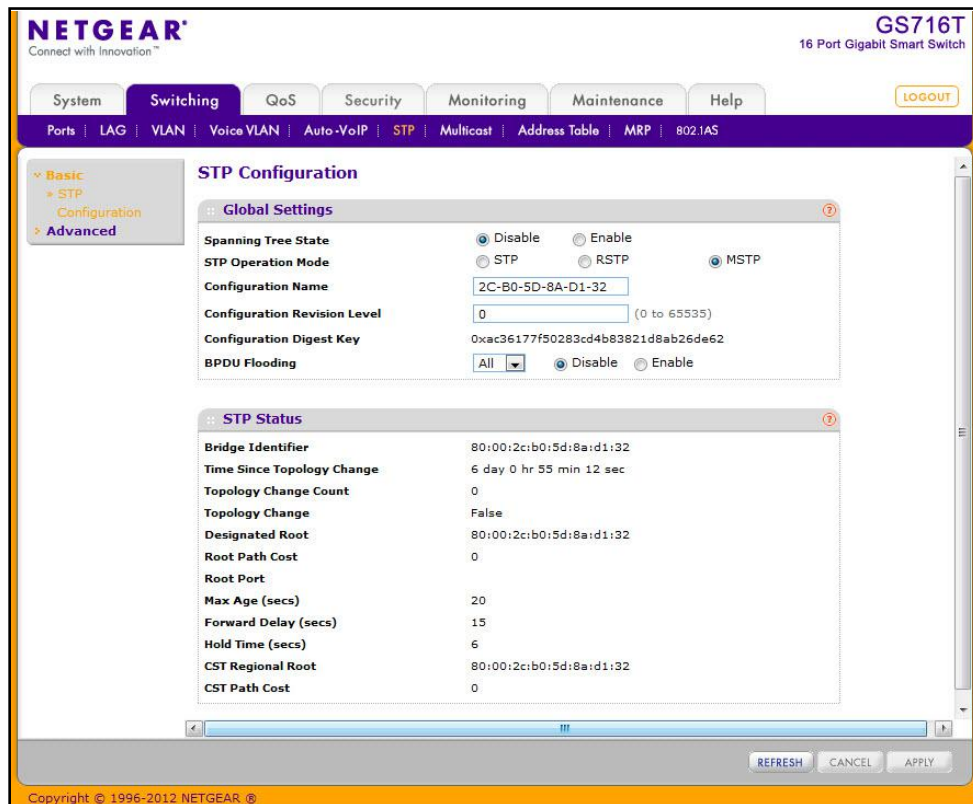 NETGEAR®
Connect with Innovation™
GS716T
16 Port Gigabit Smart Switch
System Switching QoS Security Monitoring Maintenance Help LOGOUT
Ports LAG VLAN Voice VLAN Auto-VoIP STP Multicast Address Table MRP 802.1AS
Basic
STP
Configuration
Advanced
STP Configuration
Global Settings
Spanning Tree State Disable Enable
STP Operation Mode STP RSTP MSTP
Configuration Name 2C-B0-5D-8A-D1-32
Configuration Revision Level 0 (0 to 65535)
Configuration Digest Key 0xac36177f50283cd4b83821d8ab26de62
BPDU Flooding All Disable Enable
STP Status
Bridge Identifier 80:00:2c:b0:5d:8a:d1:32
Time Since Topology Change 6 day 0 hr 55 min 12 sec
Topology Change Count 0
Topology Change False
Designated Root 80:00:2c:b0:5d:8a:d1:32
Root Path Cost 0
Root Port
Max Age (secs) 20
Forward Delay (secs) 15
Hold Time (secs) 6
CST Regional Root 80:00:2c:b0:5d:8a:d1:32
CST Path Cost 0
REFRESH CANCEL APPLY
Copyright © 1996-2012 NETGEAR ®